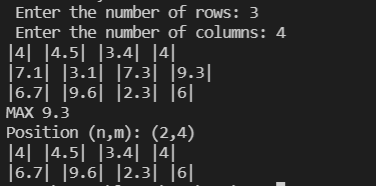 Enter the number of rows: 3
Enter the number of columns: 4
|4| |4.5| |3.4| |4|
|7.1| |3.1| |7.3| |9.3|
|6.7| |9.6| |2.3| |6|
MAX 9.3
Position (n,m): (2,4)
|4| |4.5| |3.4| |4|
|6.7| |9.6| |2.3| |6|